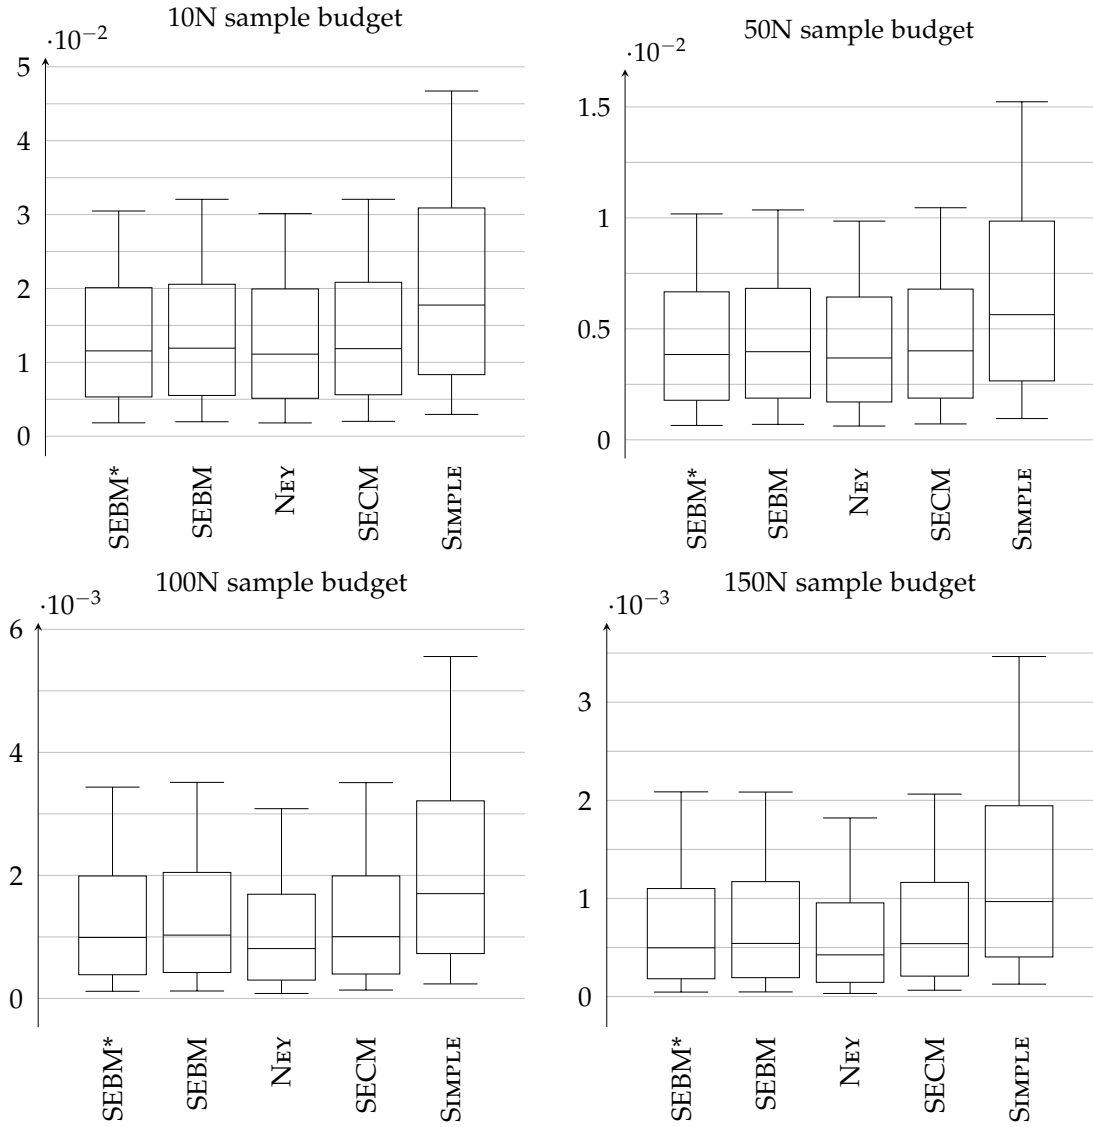 10N sample budget
·10−2
5
4
3
2
1
0
SEBM*
SEBM
NEY
SECM
SIMPLE
50N sample budget
·10−2
1.5
1
0.5
0
SEBM*
SEBM
NEY
SECM
SIMPLE
100N sample budget
·10−3
6
4
2
0
SEBM*
SEBM
NEY
SECM
SIMPLE
150N sample budget
·10−3
3
2
1
0
SEBM*
SEBM
NEY
SECM
SIMPLE